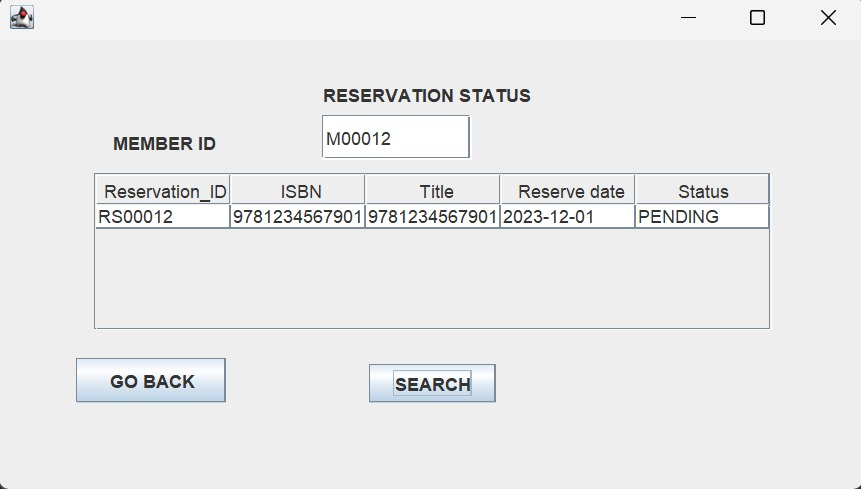 RESERVATION STATUS
MEMBER ID
M00012
Reservation_ID ISBN Title Reserve date Status
RS00012 9781234567901 9781234567901 2023-12-01 PENDING
GO BACK
SEARCH